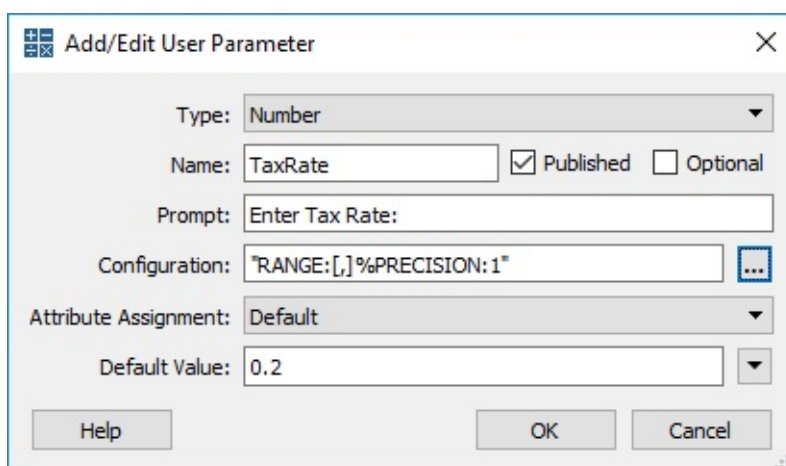 Add/Edit User Parameter
Type: Number
Name: TaxRate Published Optional
Prompt: Enter Tax Rate:
Configuration: "RANGE:[,]%PRECISION:1" ...
Attribute Assignment: Default
Default Value: 0.2
Help OK Cancel